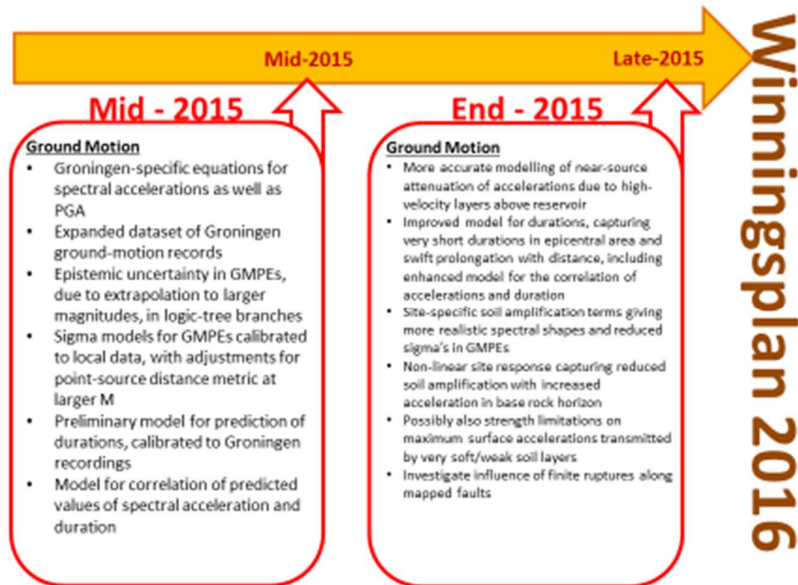 Mid-2015
Late-2015
Mid - 2015
Ground Motion
• Groningen-specific equations for
spectral accelerations as well as
PGA
• Expanded dataset of Groningen
ground-motion records
• Epistemic uncertainty in GMPEs,
due to extrapolation to larger
magnitudes, in logic-tree branches
• Sigma models for GMPEs calibrated
to local data, with adjustments for
point-source distance metric at
larger M
• Preliminary model for prediction of
durations, calibrated to Groningen
recordings
• Model for correlation of predicted
values of spectral acceleration and
duration
End - 2015
Ground Motion
• More accurate modelling of near-source
attenuation of accelerations due to high-
velocity layers above reservoir
• Improved model for durations, capturing
very short durations in epicentral area and
swift prolongation with distance, including
enhanced model for the correlation of
accelerations and duration
• Site-specific soil amplification terms giving
more realistic spectral shapes and reduced
sigma's in GMPEs
• Non-linear site response capturing reduced
soil amplification with increased
acceleration in base rock horizon
• Possibly also strength limitations on
maximum surface accelerations transmitted
by very soft/weak soil layers
• Investigate influence of finite ruptures along
mapped faults
Winningsplan 2016